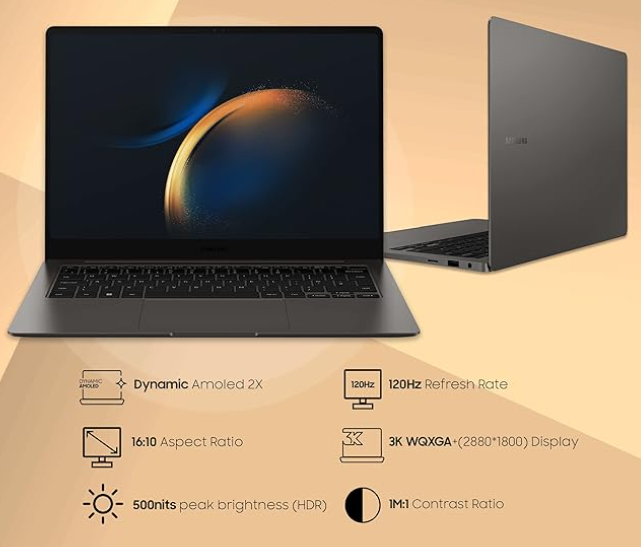 DYNAMIC
AMOLED
Dynamic Amoled 2X
120Hz
120Hz Refresh Rate
16:10 Aspect Ratio
3K
3K WQXGA+(2880*1800) Display
500nits peak brightness (HDR)
1M:1 Contrast Ratio